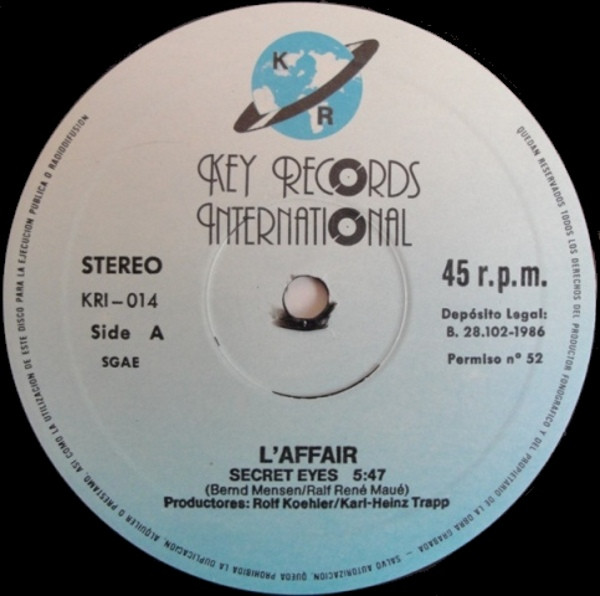 K
R
KEY RECORDS
INTERNATIONAL
STEREO
KRI-014
Side A
SGAE
45 r.p.m.
Depósito Legal:
B. 28.102-1986
Permiso nº 52
L'AFFAIR
SECRET EYES 5:47
(Bernd Mensen/Ralf René Maué)
Productores: Rolf Koehler/Karl-Heinz Trapp
QUEDAN RESERVADOS TODOS LOS DERECHOS DEL PRODUCTOR FONOGRAFICO Y DEL PROPIETARIO DE LA OBRA GRABADA - SALVO AUTORIZACION, QUEDA PROHIBIDA LA DUPLICACION, ALQUILER O PRESTAMO, ASI COMO LA UTILIZACION DE ESTE DISCO PARA LA EJECUCION PUBLICA O RADIODIFUSION